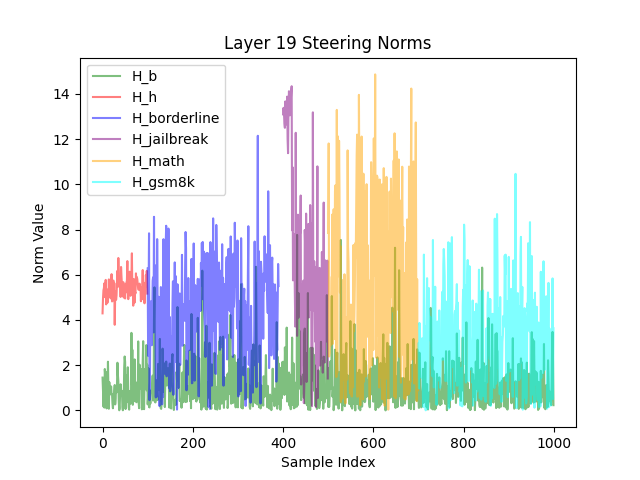 Layer 19 Steering Norms
H_b
H_h
H_borderline
H_jailbreak
H_math
H_gsm8k
Norm Value
14
12
10
8
6
4
2
0
0 200 400 600 800 1000
Sample Index